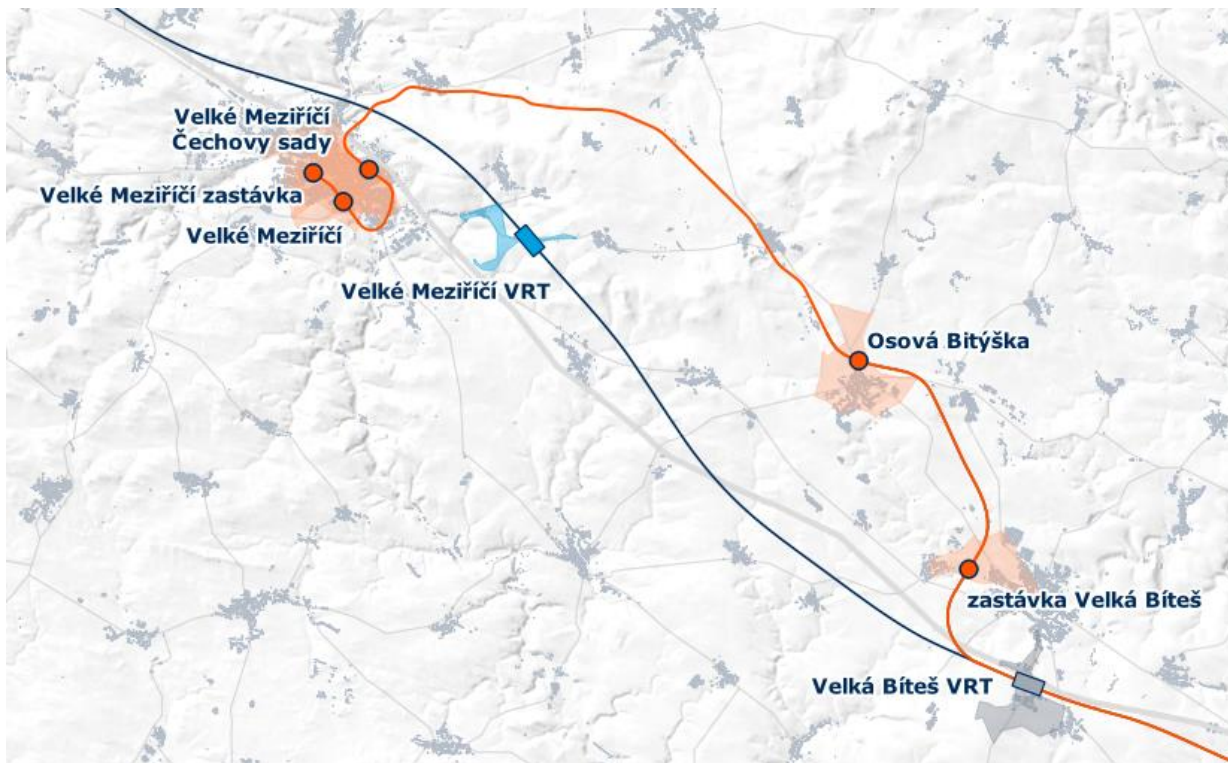 Velké Meziříčí
Čechovy sady
Velké Meziříčí zastávka
Velké Meziříčí
Velké Meziříčí VRT
Osová Bitýška
zastávka Velká Bíteš
Velká Bíteš VRT